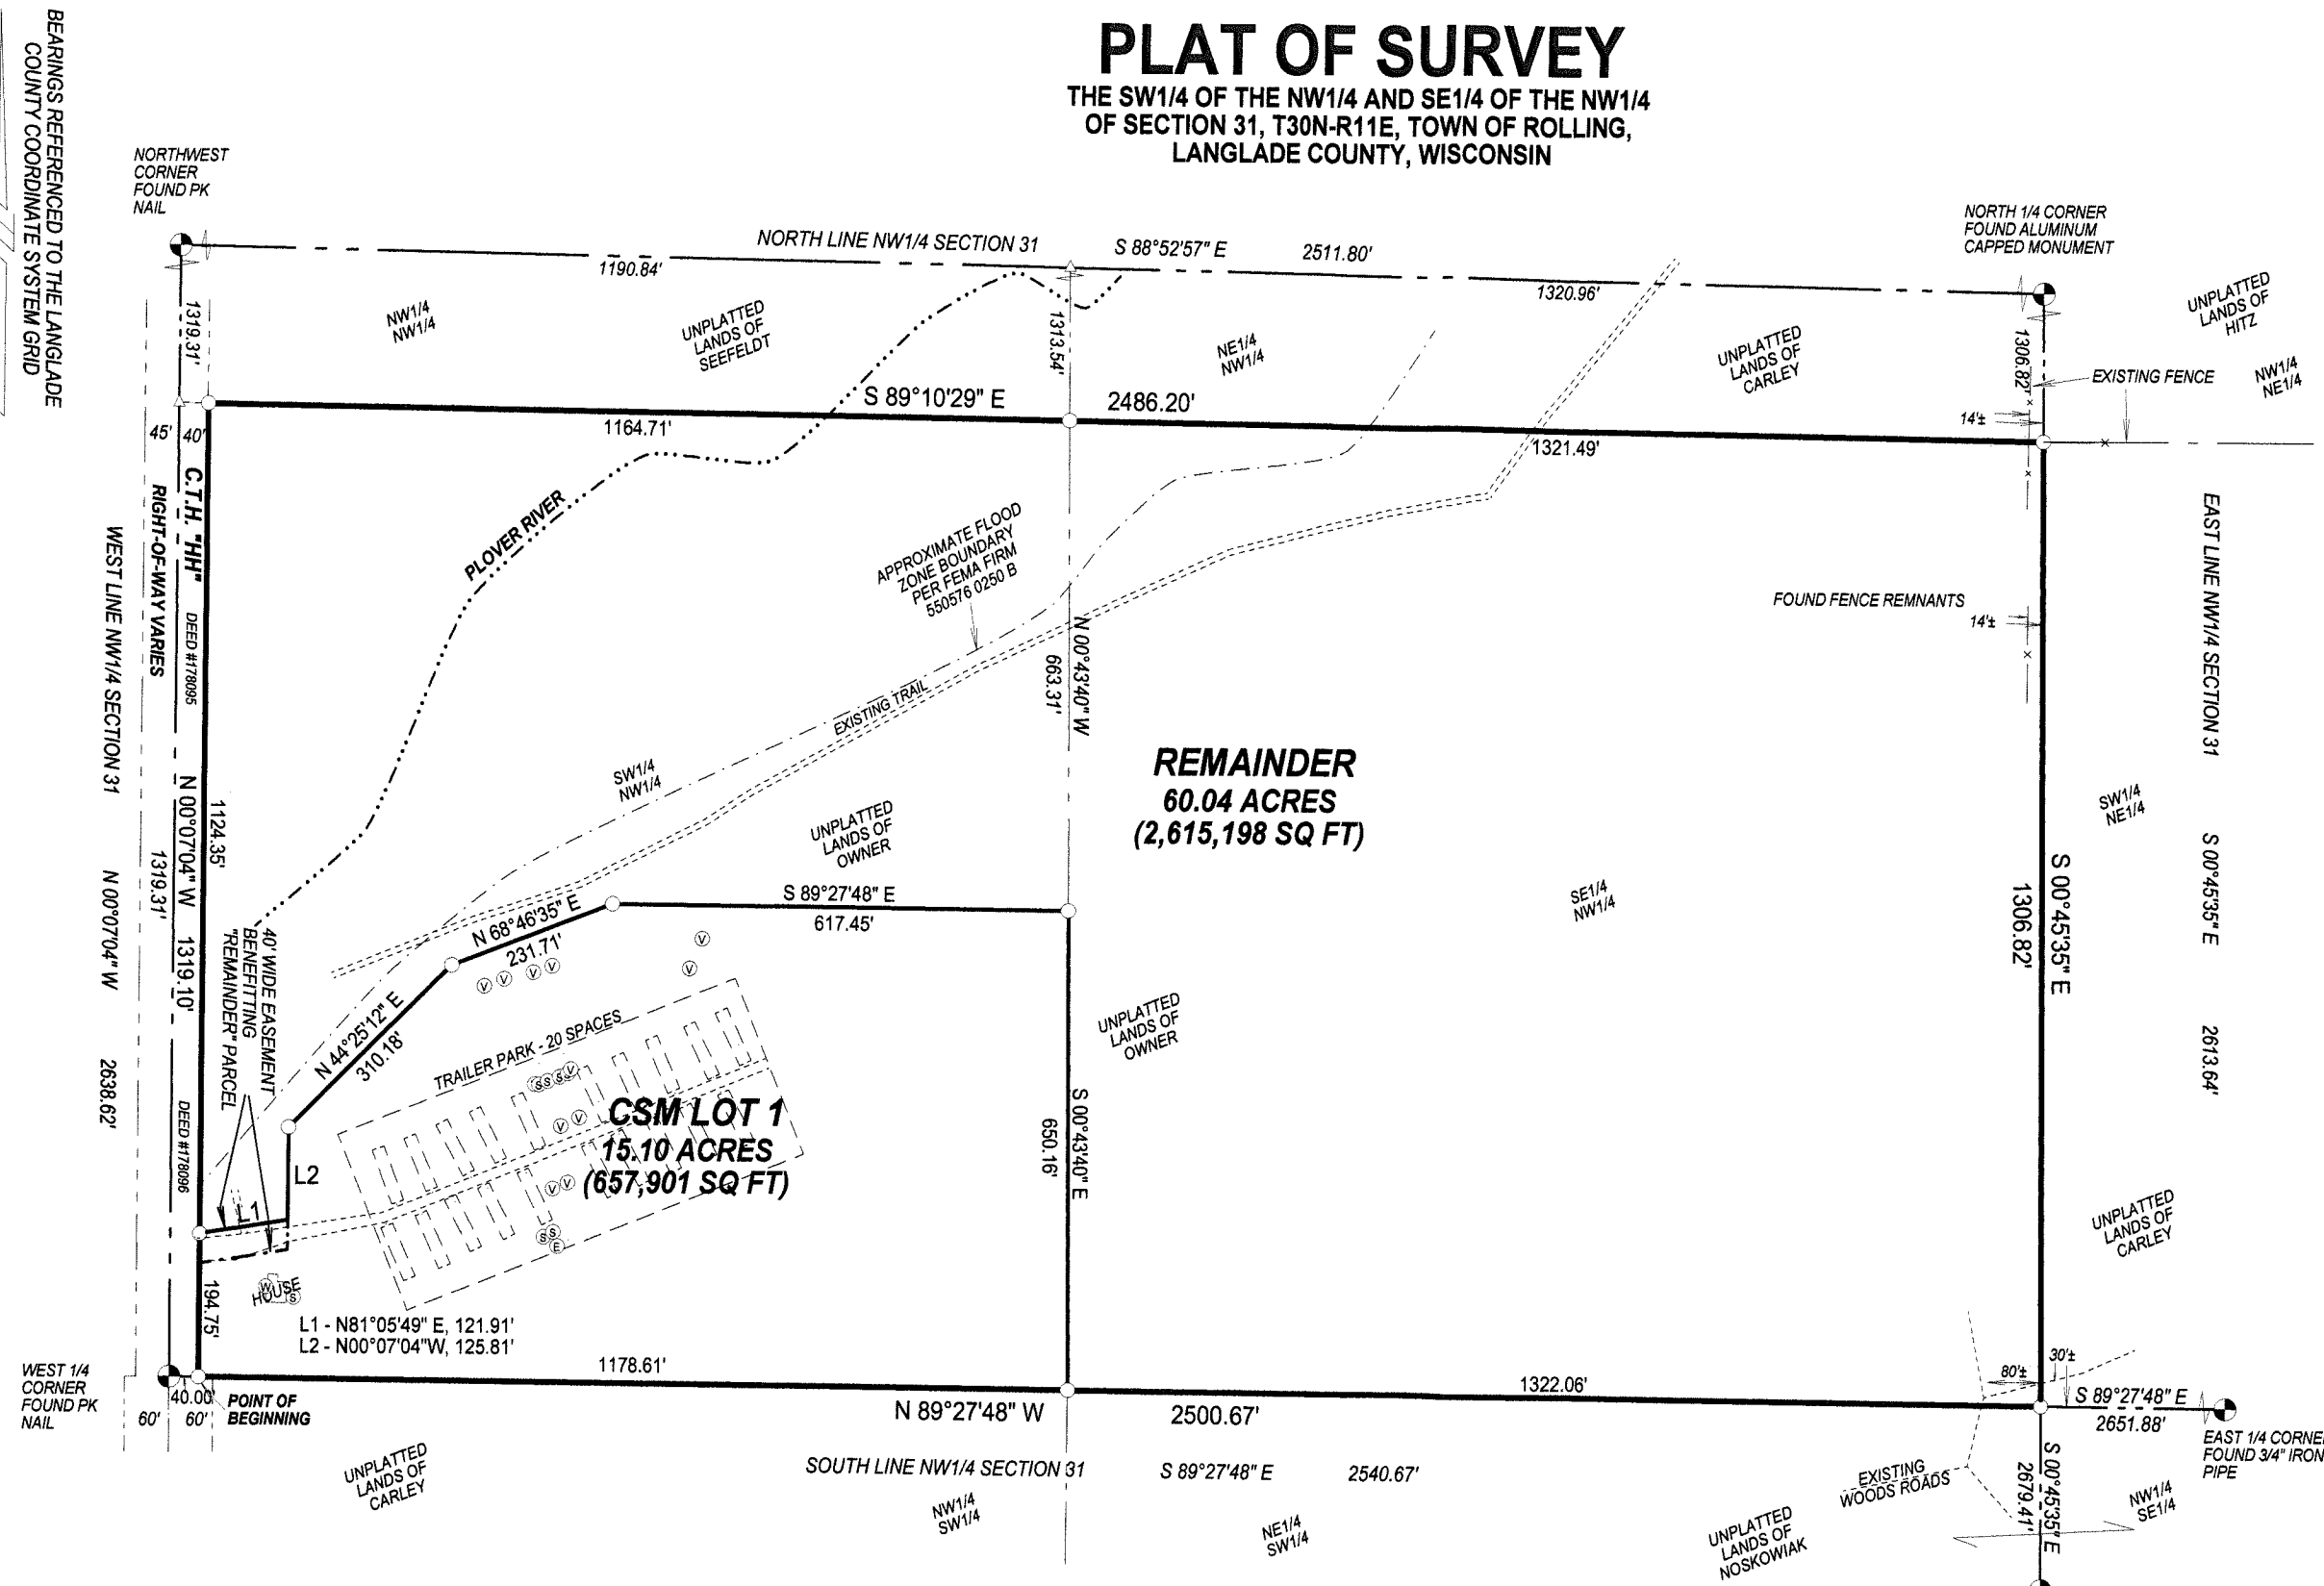 PLAT OF SURVEY
THE SW1/4 OF THE NW1/4 AND SE1/4 OF THE NW1/4
OF SECTION 31, T30N-R11E, TOWN OF ROLLING,
LANGLADE COUNTY, WISCONSIN
BEARINGS REFERENCED TO THE LANGLADE
COUNTY COORDINATE SYSTEM GRID
NORTHWEST
CORNER
FOUND PK
NAIL
NORTH LINE NW1/4 SECTION 31
S 88°52'57" E
2511.80'
1190.84'
1320.96'
NORTH 1/4 CORNER
FOUND ALUMINUM
CAPPED MONUMENT
1319.31'
NW1/4
NW1/4
UNPLATTED
LANDS OF
SEEFELDT
1313.54'
NE1/4
NW1/4
UNPLATTED
LANDS OF
CARLEY
1306.82'
UNPLATTED
LANDS OF
HITZ
EXISTING FENCE
NW1/4
NE1/4
14'±
S 89°10'29" E
2486.20'
1164.71'
1321.49'
45'
40'
C.T.H. "HH"
RIGHT-OF-WAY VARIES
DEED #178095
WEST LINE NW1/4 SECTION 31
N 00°07'04" W
2638.62'
N 00°07'04" W
1319.10'
1319.31'
1124.35'
DEED #178096
PLOVER RIVER
APPROXIMATE FLOOD
ZONE BOUNDARY
PER FEMA FIRM
550576 0250 B
EXISTING TRAIL
N 00°43'40" W
663.31'
FOUND FENCE REMNANTS
14'±
EAST LINE NW1/4 SECTION 31
S 00°45'35" E
2613.64'
SW1/4
NW1/4
UNPLATTED
LANDS OF
OWNER
REMAINDER
60.04 ACRES
(2,615,198 SQ FT)
SE1/4
NW1/4
S 00°45'35" E
1306.82'
SW1/4
NE1/4
40' WIDE EASEMENT
BENEFITTING
"REMAINDER" PARCEL
N 68°46'35" E
231.71'
S 89°27'48" E
617.45'
V
V
V V V V
N 44°25'12" E
310.18'
TRAILER PARK - 20 SPACES
S S S V
V V
CSM LOT 1
15.10 ACRES
(657,901 SQ FT)
V V
S S
E
UNPLATTED
LANDS OF
OWNER
S 00°43'40" E
650.16'
UNPLATTED
LANDS OF
CARLEY
L2
L1
W
HOUSE
S
194.75'
L1 - N81°05'49" E, 121.91'
L2 - N00°07'04"W, 125.81'
WEST 1/4
CORNER
FOUND PK
NAIL
40.00'
60'
60'
POINT OF
BEGINNING
1178.61'
N 89°27'48" W
2500.67'
1322.06'
80'±
30'±
S 89°27'48" E
2651.88'
EAST 1/4 CORNER
FOUND 3/4" IRON
PIPE
SOUTH LINE NW1/4 SECTION 31
S 89°27'48" E
2540.67'
UNPLATTED
LANDS OF
CARLEY
NW1/4
SW1/4
NE1/4
SW1/4
EXISTING
WOODS ROADS
UNPLATTED
LANDS OF
NOSKOWIAK
S 00°45'35" E
2679.41'
NW1/4
SE1/4